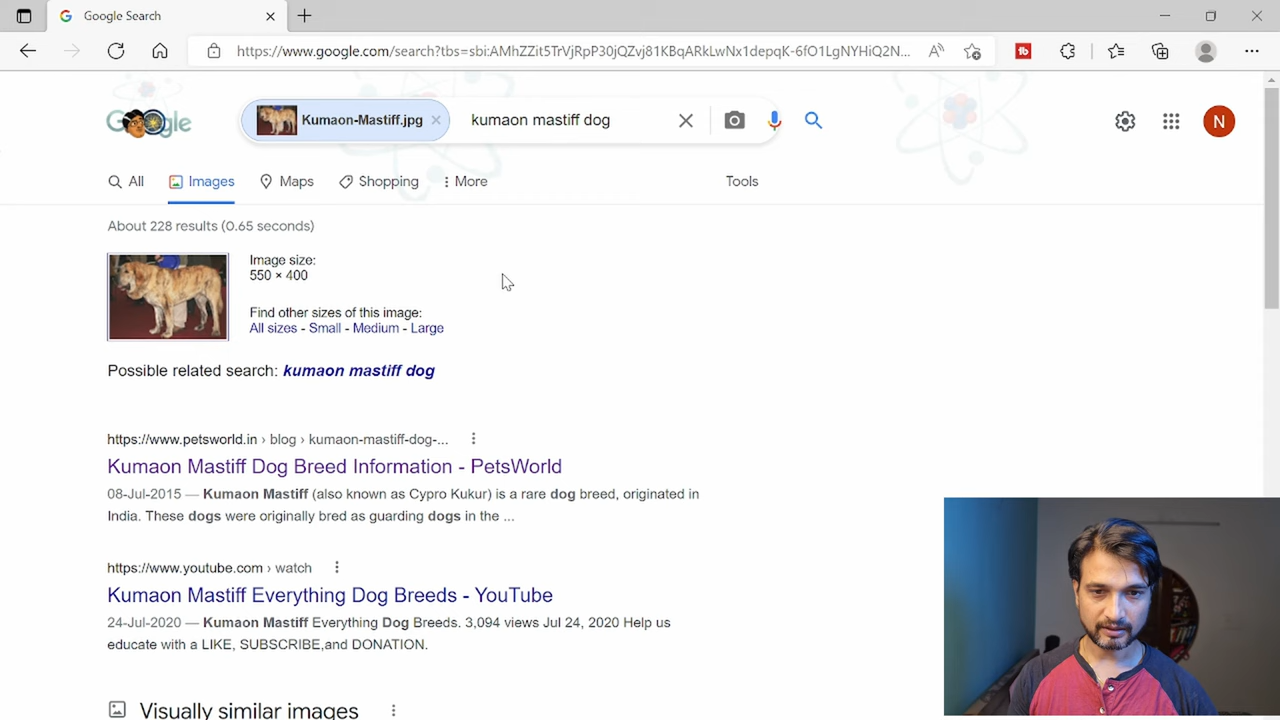 Google Search
https://www.google.com/search?tbs=sbi:AMhZZit5TrVjRpP30jQZvj81KBqARkLwNx1depqK-6fO1LgNYHiQ2N...
Google
Kumaon-Mastiff.jpg
kumaon mastiff dog
N
All
Images
Maps
Shopping
More
Tools
About 228 results (0.65 seconds)
Image size:
550 × 400
Find other sizes of this image:
All sizes - Small - Medium - Large
Possible related search: kumaon mastiff dog
https://www.petsworld.in › blog › kumaon-mastiff-dog-...
Kumaon Mastiff Dog Breed Information - PetsWorld
08-Jul-2015 — Kumaon Mastiff (also known as Cypro Kukur) is a rare dog breed, originated in
India. These dogs were originally bred as guarding dogs in the ...
https://www.youtube.com › watch
Kumaon Mastiff Everything Dog Breeds - YouTube
24-Jul-2020 — Kumaon Mastiff Everything Dog Breeds. 3,094 views Jul 24, 2020 Help us
educate with a LIKE, SUBSCRIBE,and DONATION.
Visually similar images